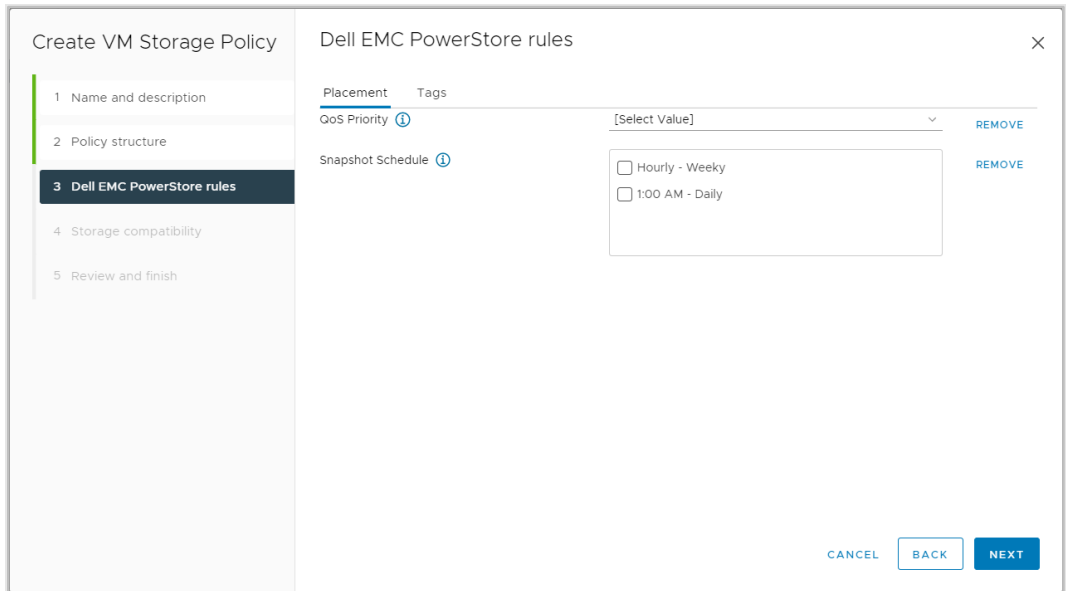 Create VM Storage Policy
1 Name and description
2 Policy structure
3 Dell EMC PowerStore rules
4 Storage compatibility
5 Review and finish
Dell EMC PowerStore rules
Placement Tags
QoS Priority [Select Value] REMOVE
Snapshot Schedule REMOVE
Hourly - Weeky
1:00 AM - Daily
CANCEL BACK NEXT